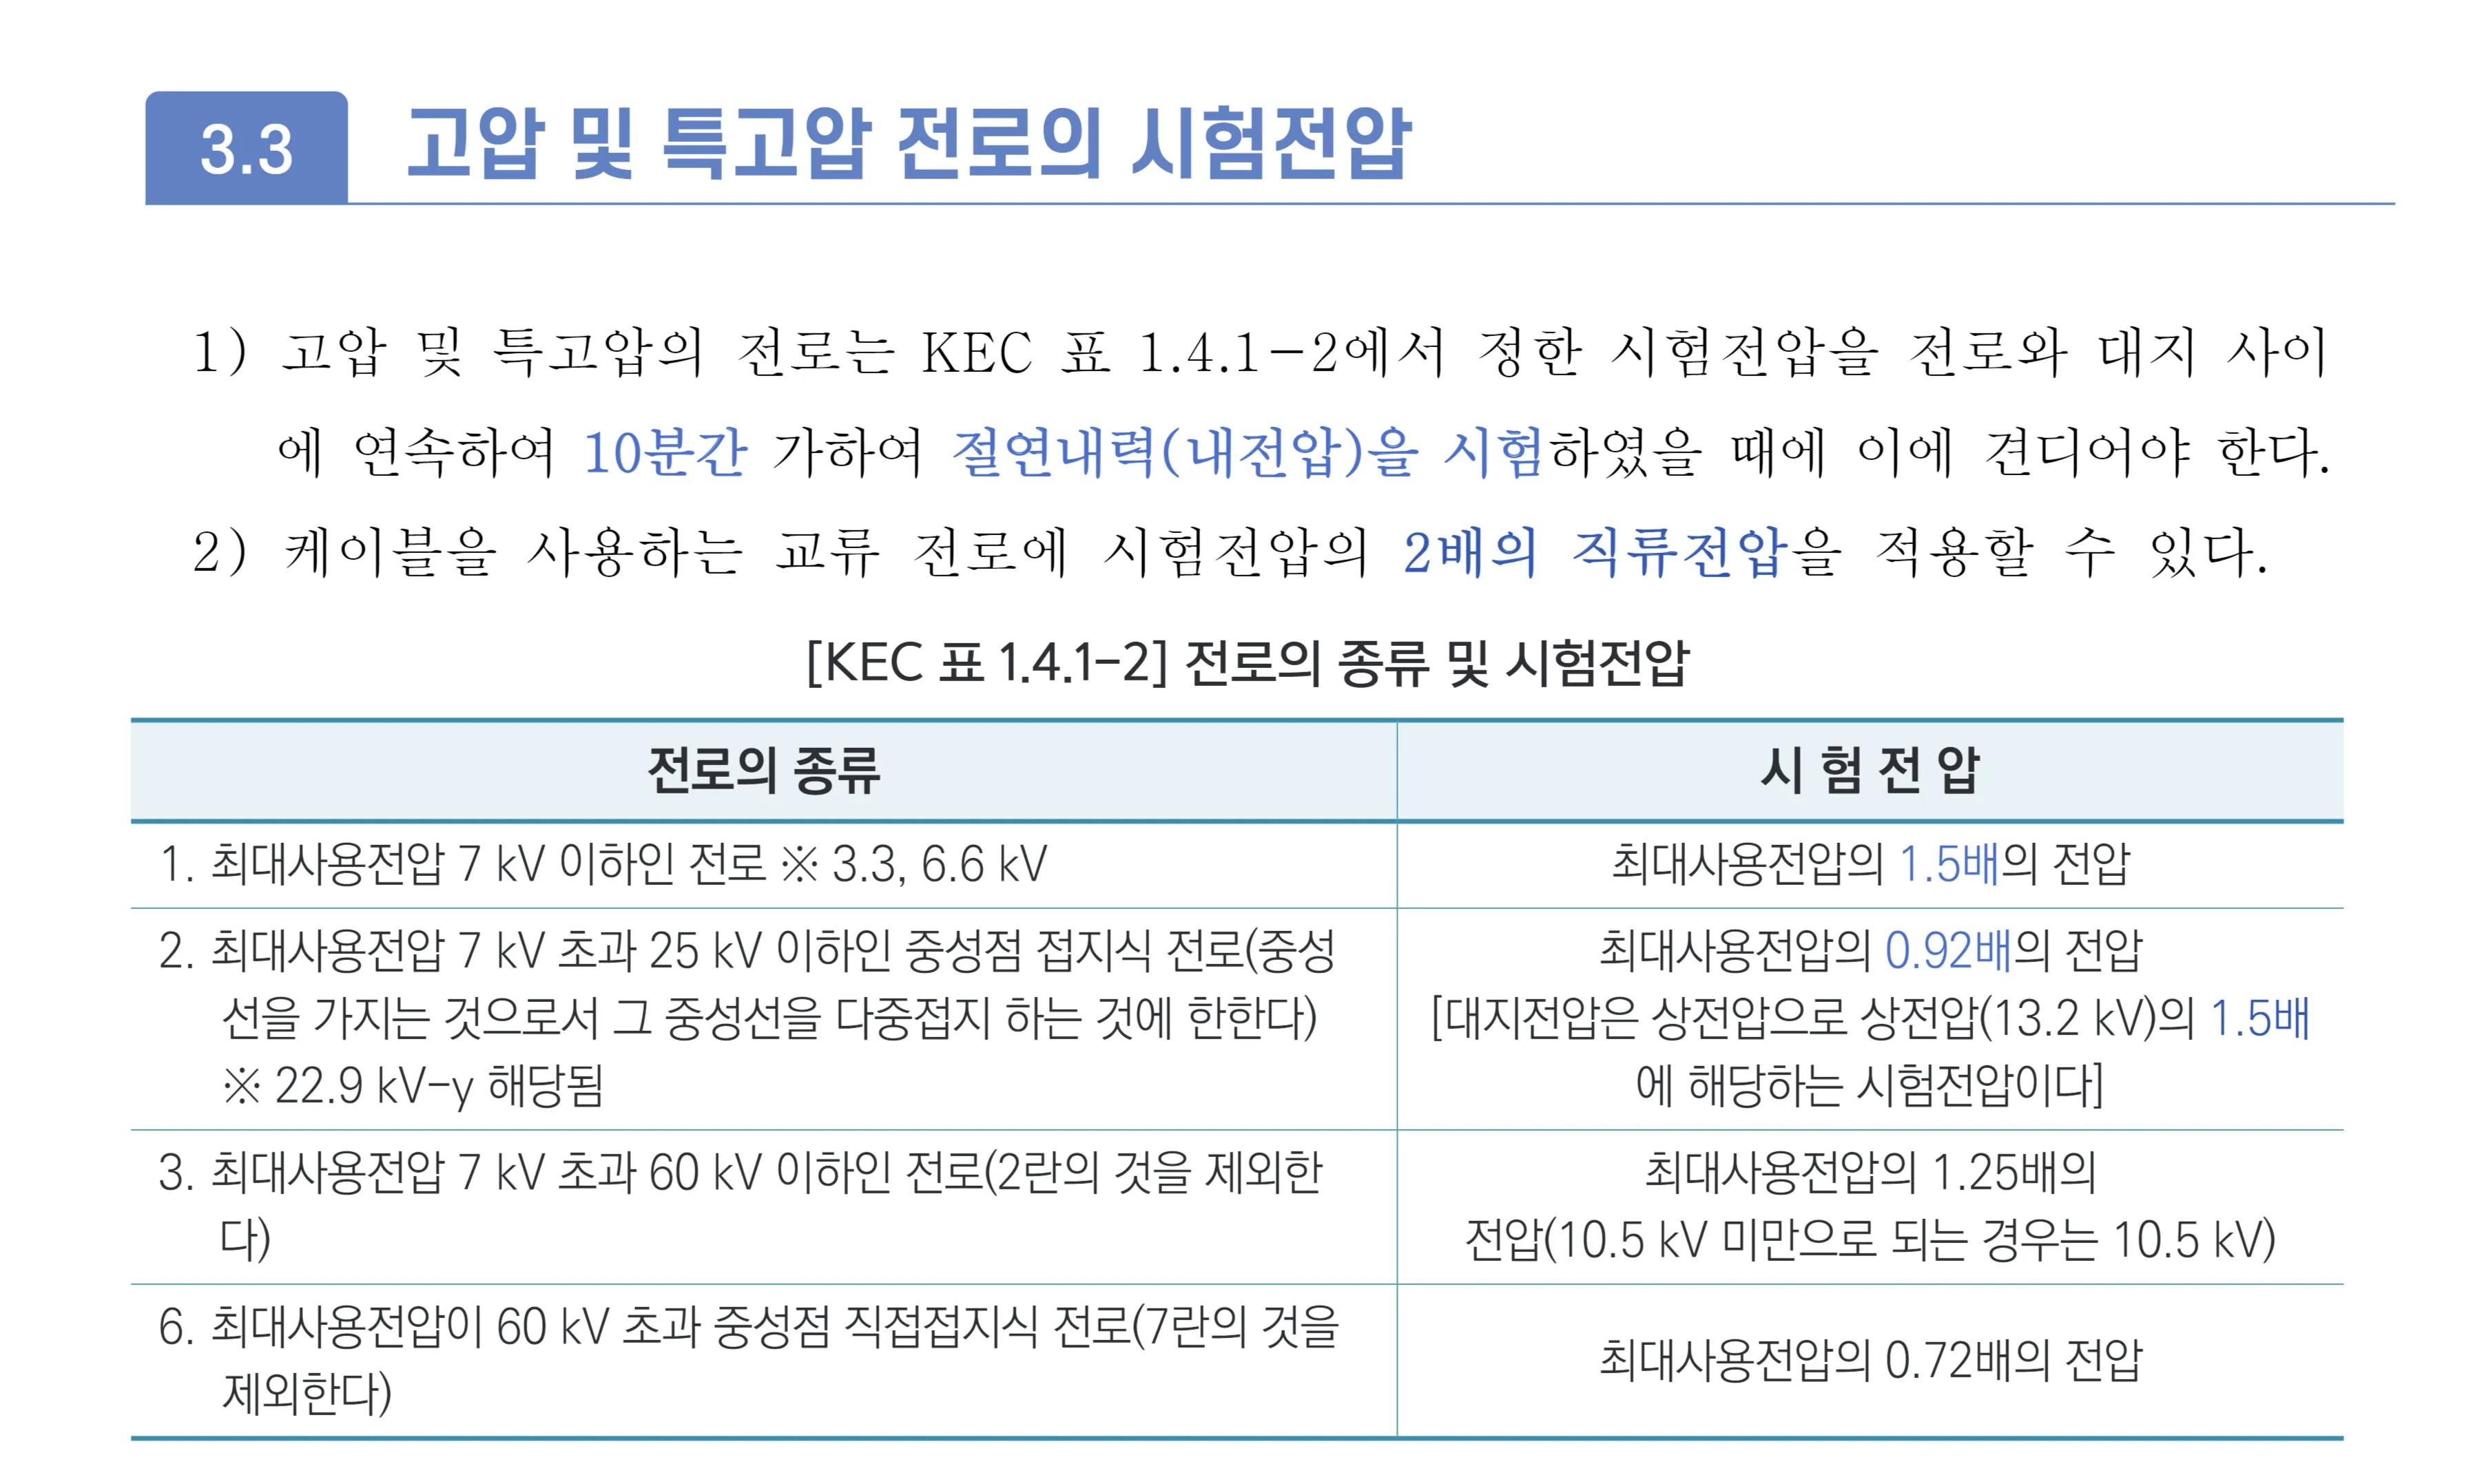 3.3 고압 및 특고압 전로의 시험전압
1) 고압 및 특고압의 전로는 KEC 표 1.4.1-2에서 정한 시험전압을 전로와 대지 사이
에 연속하여 10분간 가하여 절연내력(내전압)을 시험하였을 때에 이에 견디어야 한다.
2) 케이블을 사용하는 교류 전로에 시험전압의 2배의 직류전압을 적용할 수 있다.
[KEC 표 1.4.1-2] 전로의 종류 및 시험전압
전로의 종류
시 험 전 압
1. 최대사용전압 7 kV 이하인 전로 ※ 3.3, 6.6 kV
최대사용전압의 1.5배의 전압
2. 최대사용전압 7 kV 초과 25 kV 이하인 중성점 접지식 전로(중성
선을 가지는 것으로서 그 중성선을 다중접지 하는 것에 한한다)
※ 22.9 kV-y 해당됨
최대사용전압의 0.92배의 전압
[대지전압은 상전압으로 상전압(13.2 kV)의 1.5배
에 해당하는 시험전압이다]
3. 최대사용전압 7 kV 초과 60 kV 이하인 전로(2란의 것을 제외한
다)
최대사용전압의 1.25배의
전압(10.5 kV 미만으로 되는 경우는 10.5 kV)
6. 최대사용전압이 60 kV 초과 중성점 직접접지식 전로(7란의 것을
제외한다)
최대사용전압의 0.72배의 전압